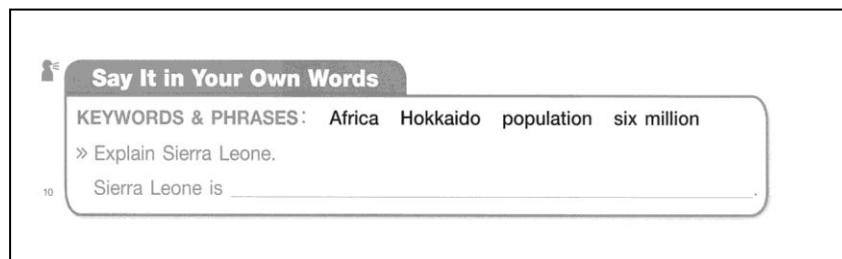 Say It in Your Own Words
KEYWORDS & PHRASES: Africa Hokkaido population six million
» Explain Sierra Leone.
10 Sierra Leone is ______________________.